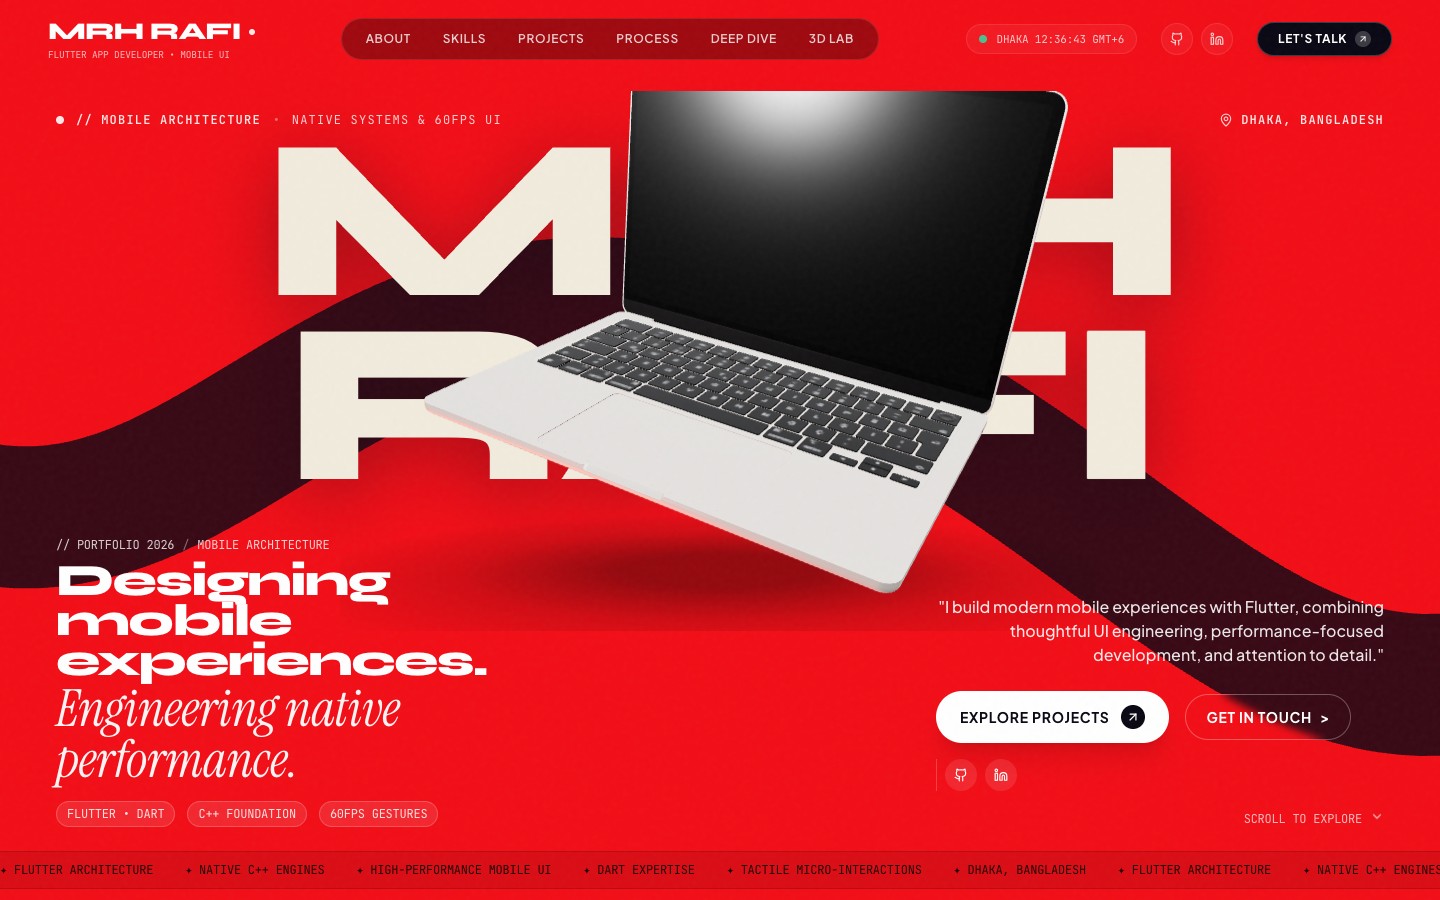 MRH RAFI
FLUTTER APP DEVELOPER • MOBILE UI
ABOUT SKILLS PROJECTS PROCESS DEEP DIVE 3D LAB
DHAKA 12:36:43 GMT+6
LET'S TALK
// MOBILE ARCHITECTURE • NATIVE SYSTEMS & 60FPS UI
DHAKA, BANGLADESH
// PORTFOLIO 2026 / MOBILE ARCHITECTURE
Designing
mobile
experiences.
Engineering native
performance.
FLUTTER • DART C++ FOUNDATION 60FPS GESTURES
"I build modern mobile experiences with Flutter, combining
thoughtful UI engineering, performance-focused
development, and attention to detail."
EXPLORE PROJECTS
GET IN TOUCH >
SCROLL TO EXPLORE
✦ FLUTTER ARCHITECTURE ✦ NATIVE C++ ENGINES ✦ HIGH-PERFORMANCE MOBILE UI ✦ DART EXPERTISE ✦ TACTILE MICRO-INTERACTIONS ✦ DHAKA, BANGLADESH ✦ FLUTTER ARCHITECTURE ✦ NATIVE C++ ENGINES